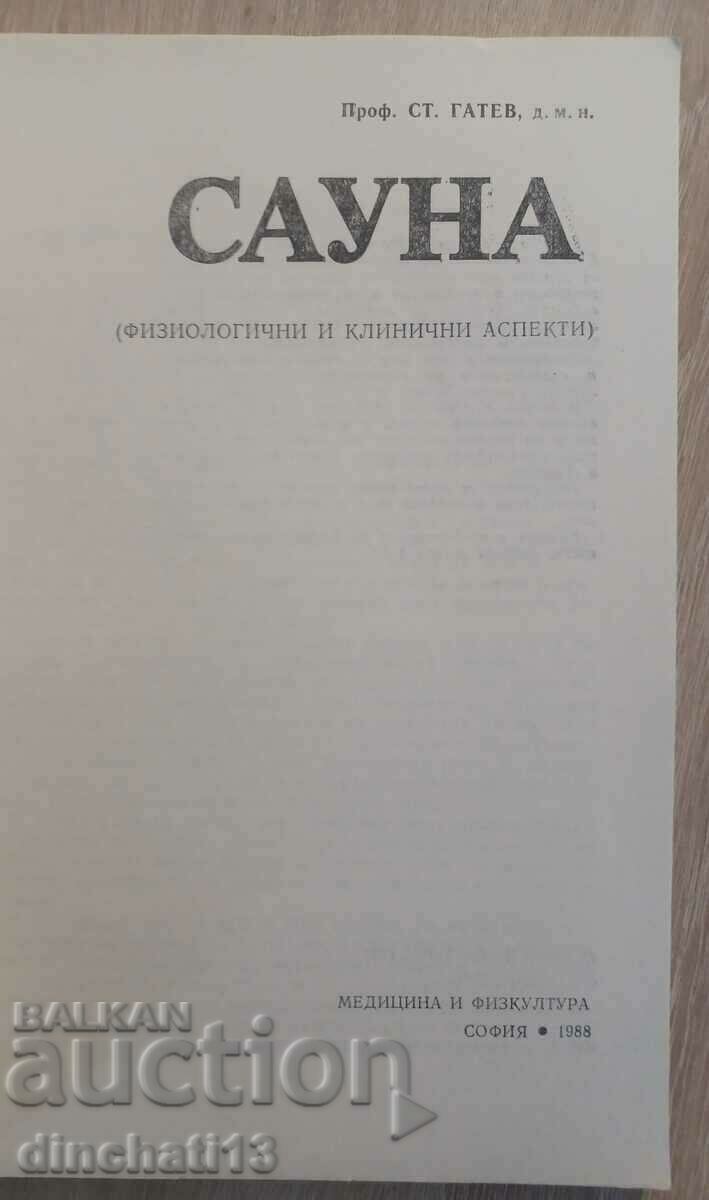 Проф. СТ. ГАТЕВ, д. м. н.
САУНА
(ФИЗИОЛОГИЧНИ И КЛИНИЧНИ АСПЕКТИ)
МЕДИЦИНА И ФИЗКУЛТУРА
СОФИЯ • 1988
BALKAN
auction
dinchati13